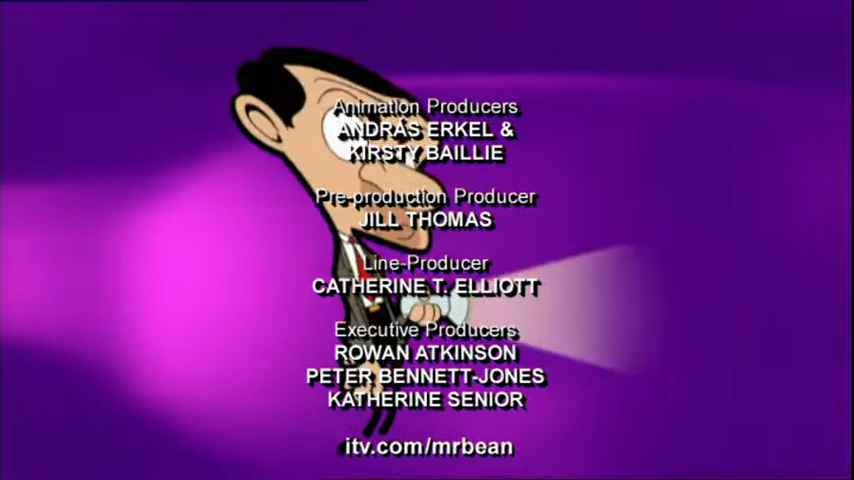 Animation Producers
ANDRÁS ERKEL &
KIRSTY BAILLIE
Pre-production Producer
JILL THOMAS
Line-Producer
CATHERINE T. ELLIOTT
Executive Producers
ROWAN ATKINSON
PETER BENNETT-JONES
KATHERINE SENIOR
itv.com/mrbean